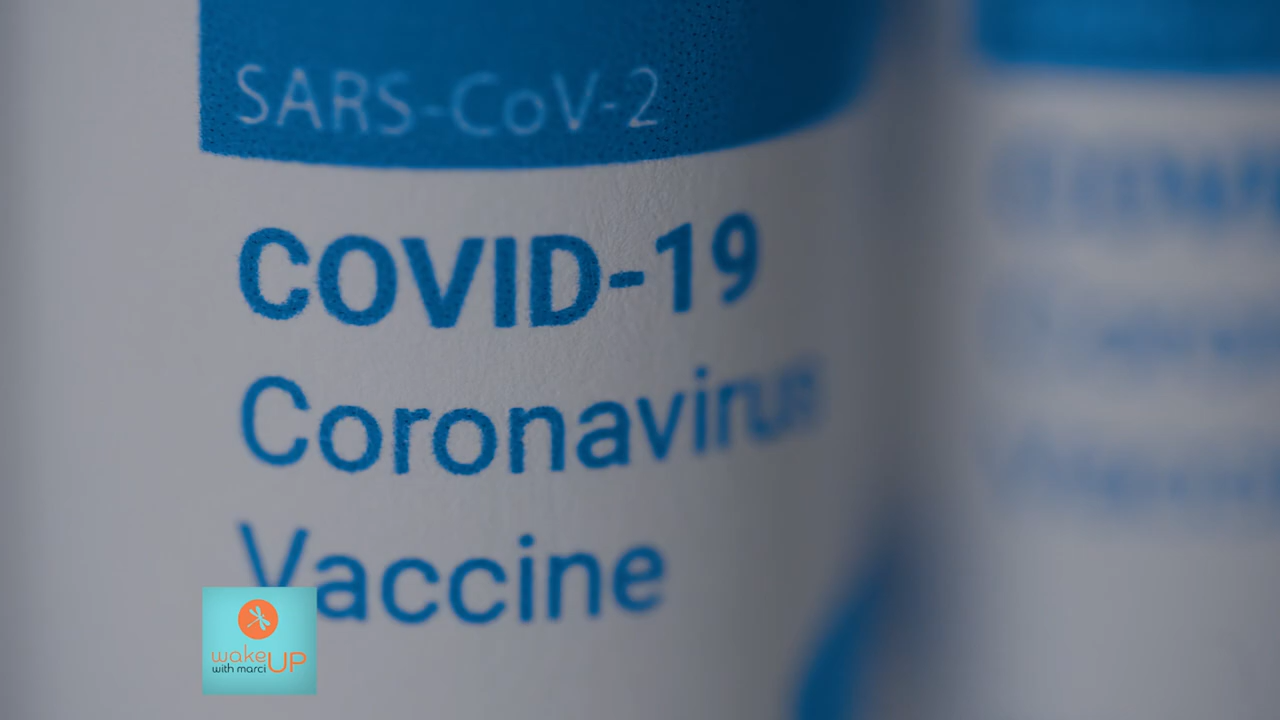 SARS-CoV-2
COVID-19
Coronavirus
Vaccine
wake UP
with marci